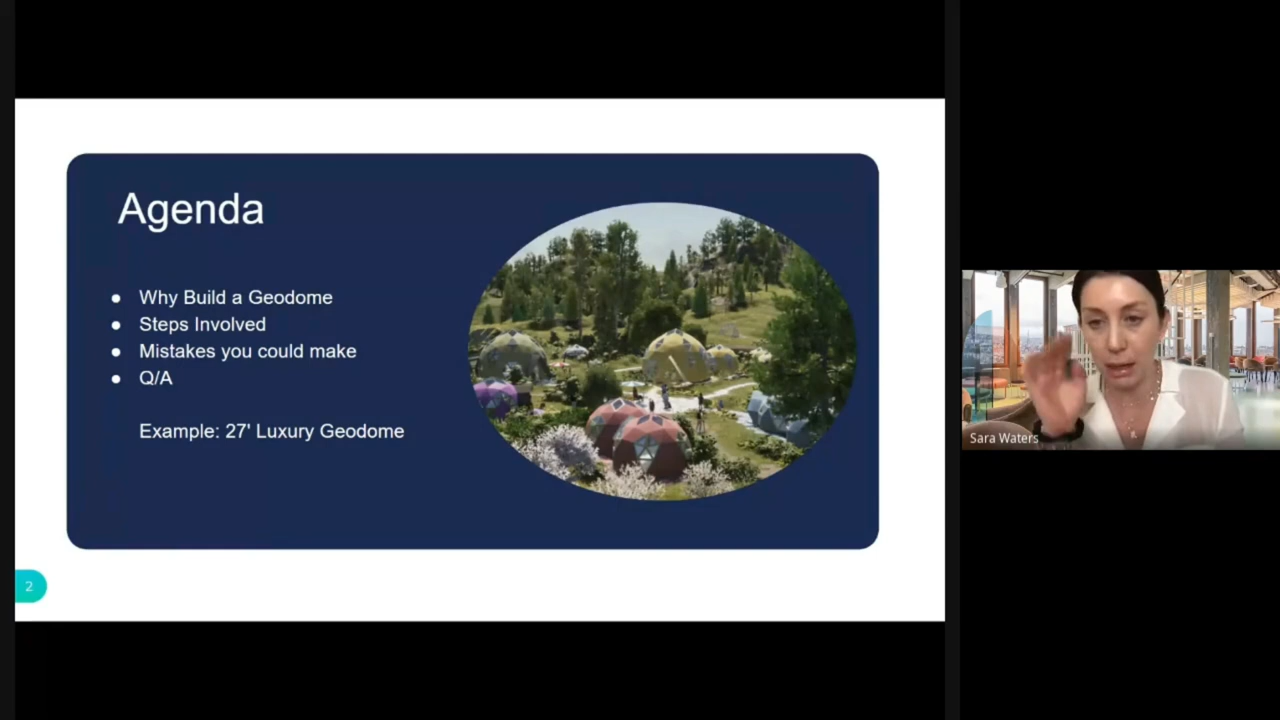 Agenda
● Why Build a Geodome
● Steps Involved
● Mistakes you could make
● Q/A
Example: 27' Luxury Geodome
2
Sara Waters